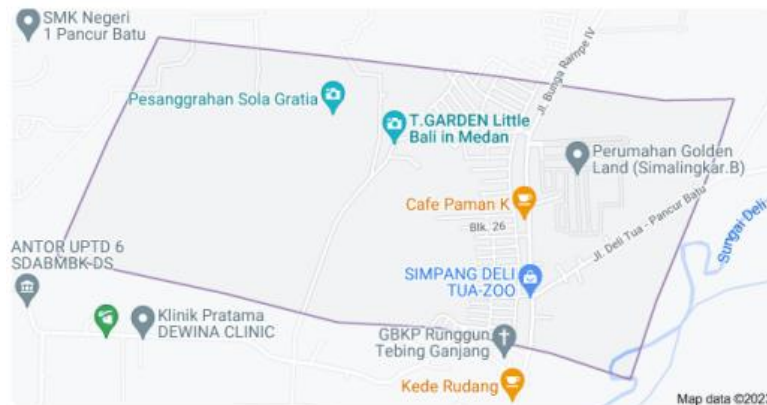 SMK Negeri
1 Pancur Batu
Jl. Bunga Rampe IV
Pesanggrahan Sola Gratia
T.GARDEN Little
Bali in Medan
Perumahan Golden
Land (Simalingkar.B)
Cafe Paman K
Blk. 26
Jl. Deli Tua - Pancur Batu
Sungai Deli
ANTOR UPTD 6
SDABMBK-DS
SIMPANG DELI
TUA-ZOO
Klinik Pratama
DEWINA CLINIC
GBKP Runggun
Tebing Ganjang
Kede Rudang
Map data ©2023